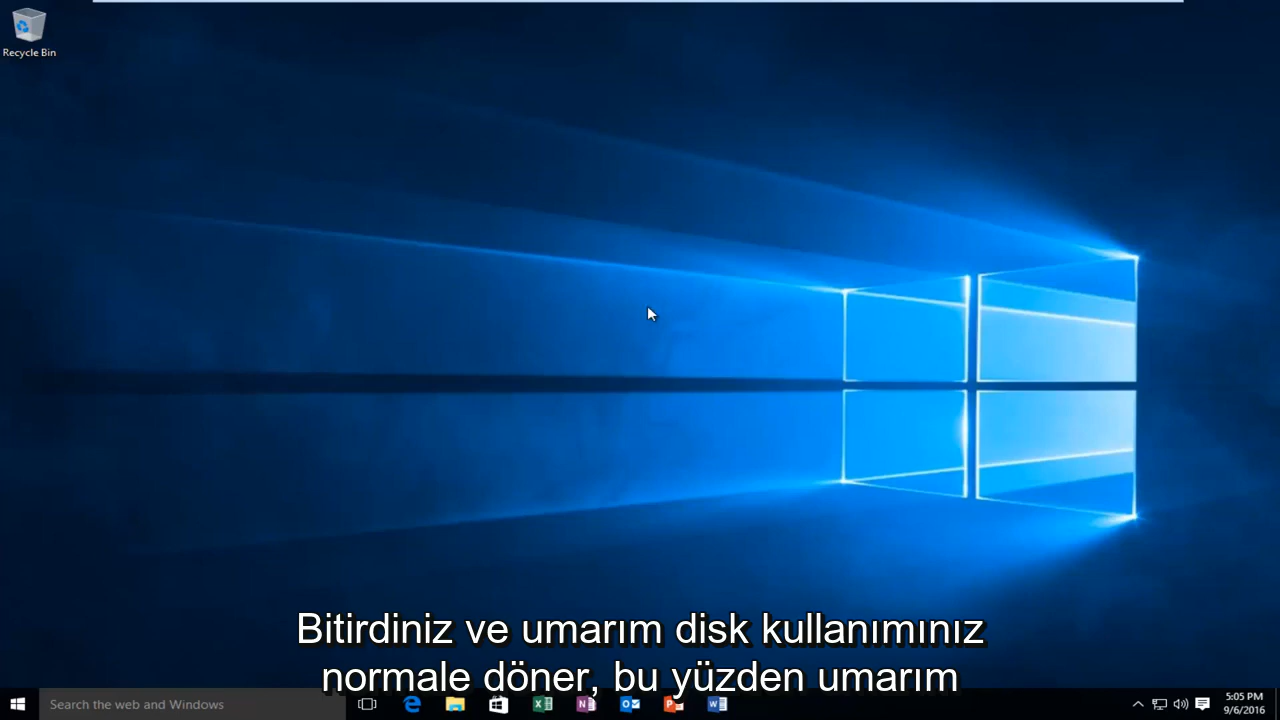 Recycle Bin
Bitirdiniz ve umarım disk kullanımınız
normale döner, bu yüzden umarım
Search the web and Windows
5:05 PM
9/6/2016